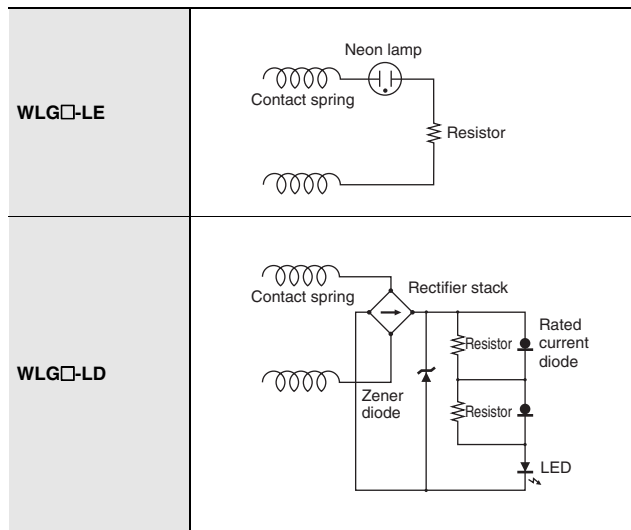 WLG□-LE
Neon lamp
Contact spring
Resistor
WLG□-LD
Contact spring
Rectifier stack
Resistor
Rated
current
diode
Zener
diode
Resistor
LED